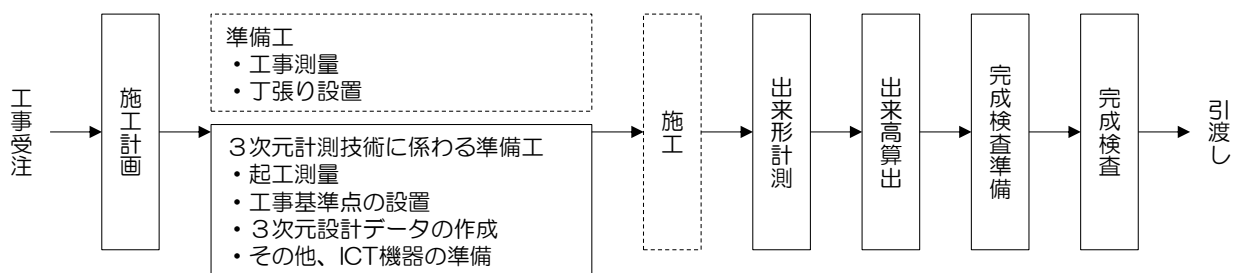 工事受注
施工計画
準備工
・工事測量
・丁張り設置
３次元計測技術に係わる準備工
・起工測量
・工事基準点の設置
・３次元設計データの作成
・その他、ICT機器の準備
施工
出来形計測
出来高算出
完成検査準備
完成検査
引渡し